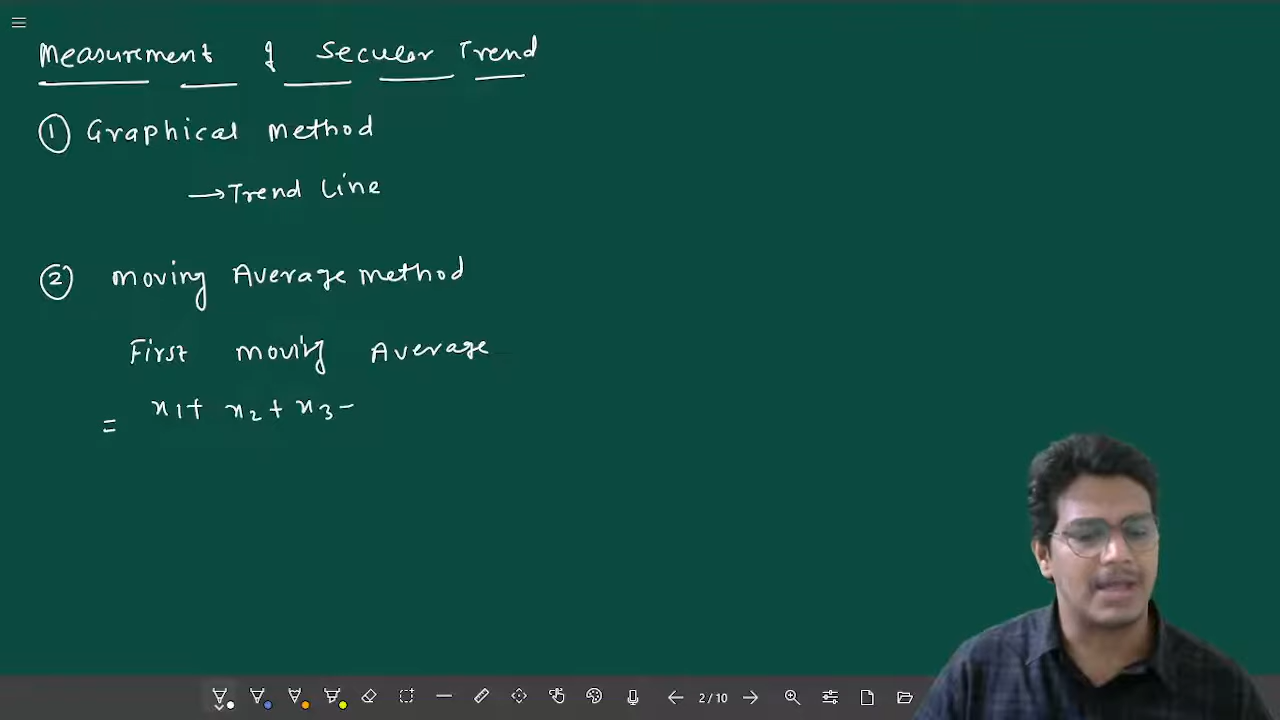 Measurement of Secular Trend
① Graphical Method
→ Trend Line
② Moving Average Method
First Moving Average
= x₁ + x₂ + x₃ -
2/10